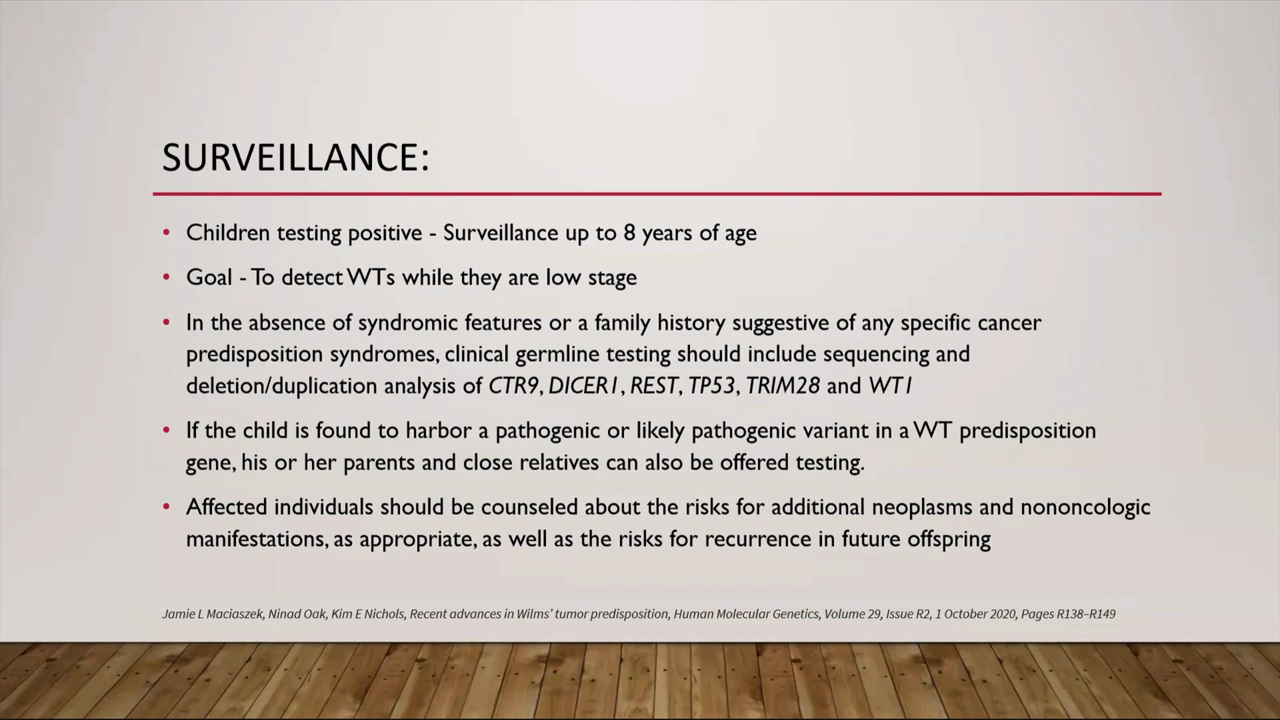 SURVEILLANCE:
• Children testing positive - Surveillance up to 8 years of age
• Goal - To detect WTs while they are low stage
• In the absence of syndromic features or a family history suggestive of any specific cancer
predisposition syndromes, clinical germline testing should include sequencing and
deletion/duplication analysis of CTR9, DICER1, REST, TP53, TRIM28 and WT1
• If the child is found to harbor a pathogenic or likely pathogenic variant in a WT predisposition
gene, his or her parents and close relatives can also be offered testing.
• Affected individuals should be counseled about the risks for additional neoplasms and nononcologic
manifestations, as appropriate, as well as the risks for recurrence in future offspring
Jamie L Maciaszek, Ninad Oak, Kim E Nichols, Recent advances in Wilms' tumor predisposition, Human Molecular Genetics, Volume 29, Issue R2, 1 October 2020, Pages R138–R149